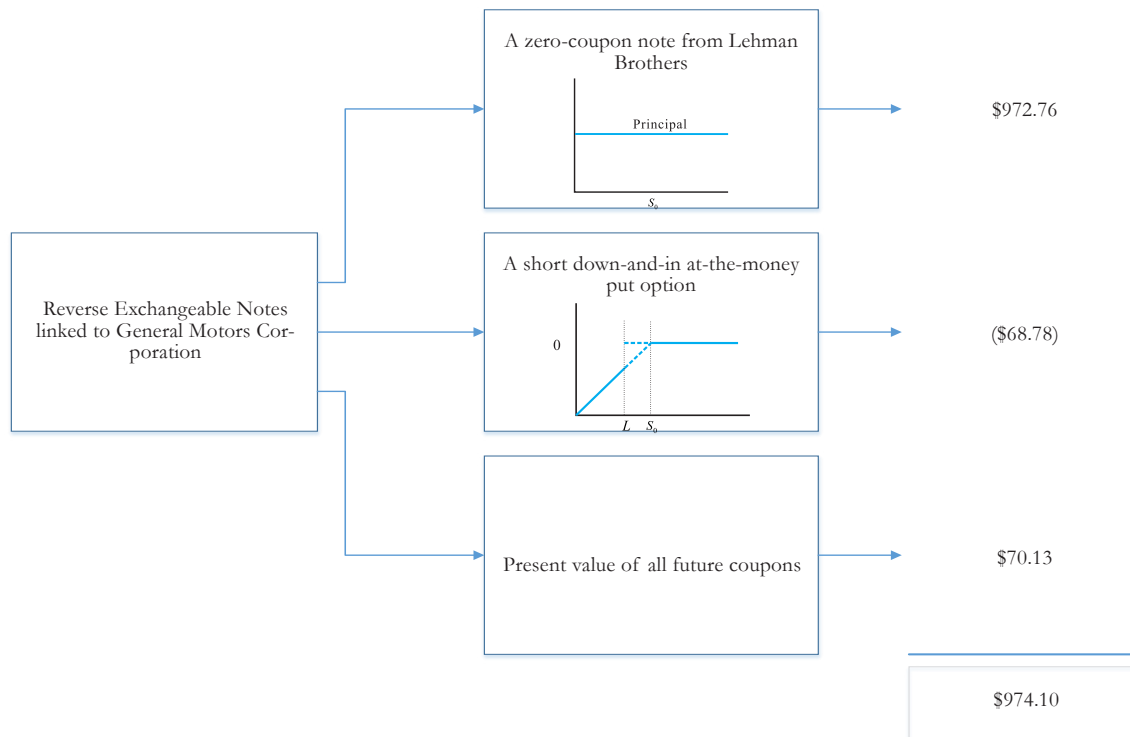 A zero-coupon note from Lehman
Brothers
Principal
S₀
$972.76
Reverse Exchangeable Notes
linked to General Motors Cor-
poration
A short down-and-in at-the-money
put option
0
L S₀
($68.78)
Present value of all future coupons
$70.13
$974.10